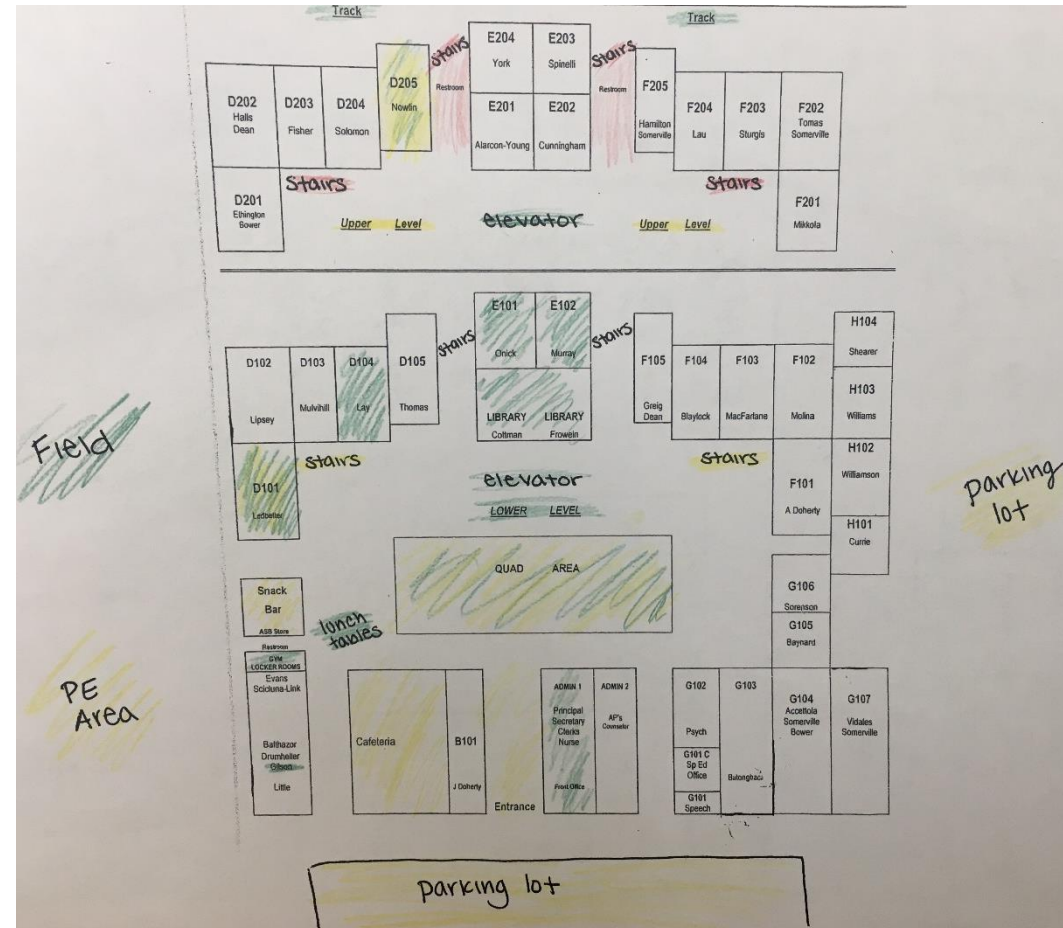 Track
Track
Stairs
E204
York
E203
Spinelli
Stairs
D205
Nowlin
Restroom
Restroom
F205
Hamilton
Somerville
D202
Halls
Dean
D203
Fisher
D204
Solomon
E201
Alarcon-Young
E202
Cunningham
F204
Lau
F203
Sturgis
F202
Tomas
Somerville
Stairs
Stairs
D201
Ethington
Bower
Upper Level
elevator
Upper Level
F201
Mikkola
E101
Orrick
E102
Murray
Stairs
Stairs
H104
Shearer
D102
Lipsey
D103
Mulvihill
D104
Lay
D105
Thomas
LIBRARY LIBRARY
Coltman Frowein
F105
Greig
Dean
F104
Blaylock
F103
MacFarlane
F102
Molina
H103
Williams
Field
Stairs
Stairs
H102
Williamson
D101
Ledbetter
elevator
LOWER LEVEL
F101
A Doherty
parking
lot
H101
Currie
QUAD AREA
Snack
Bar
ASB Store
lunch
tables
G106
Sorenson
G105
Baynard
Restroom
GYM
LOCKER ROOMS
Evans
Scicluna-Link
Balthazor
Drumheller
Gibson
Little
PE
Area
Cafeteria
B101
J Doherty
Entrance
ADMIN 1
Principal
Secretary
Clerks
Nurse
Front Office
ADMIN 2
AP's
Counselor
G102
Psych
G101 C
Sp Ed
Office
G101
Speech
G103
G104
Accettola
Somerville
Bower
G107
Vidales
Somerville
parking lot